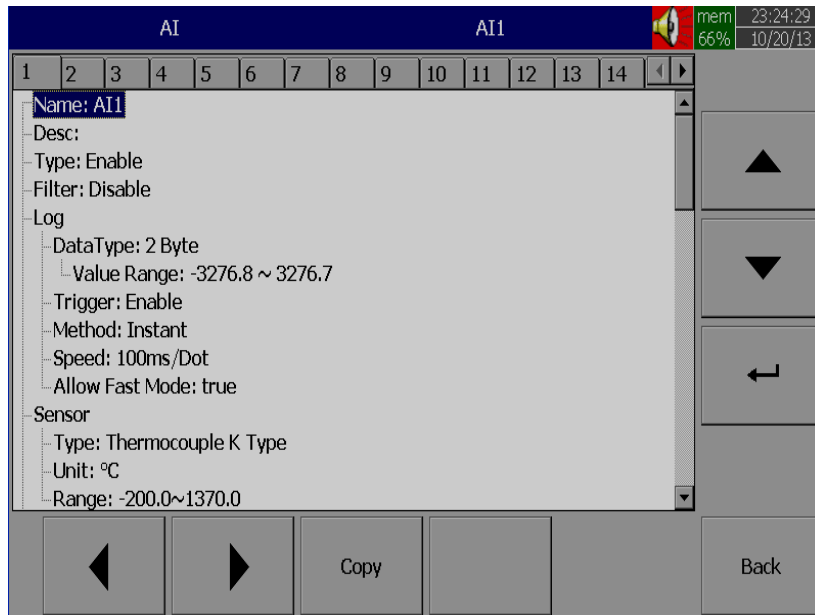 AI AI1 mem 23:24:29
66% 10/20/13
1 2 3 4 5 6 7 8 9 10 11 12 13 14
Name: AI1
Desc:
Type: Enable
Filter: Disable
Log
DataType: 2 Byte
Value Range: -3276.8 ~ 3276.7
Trigger: Enable
Method: Instant
Speed: 100ms/Dot
Allow Fast Mode: true
Sensor
Type: Thermocouple K Type
Unit: °C
Range: -200.0~1370.0
Copy Back